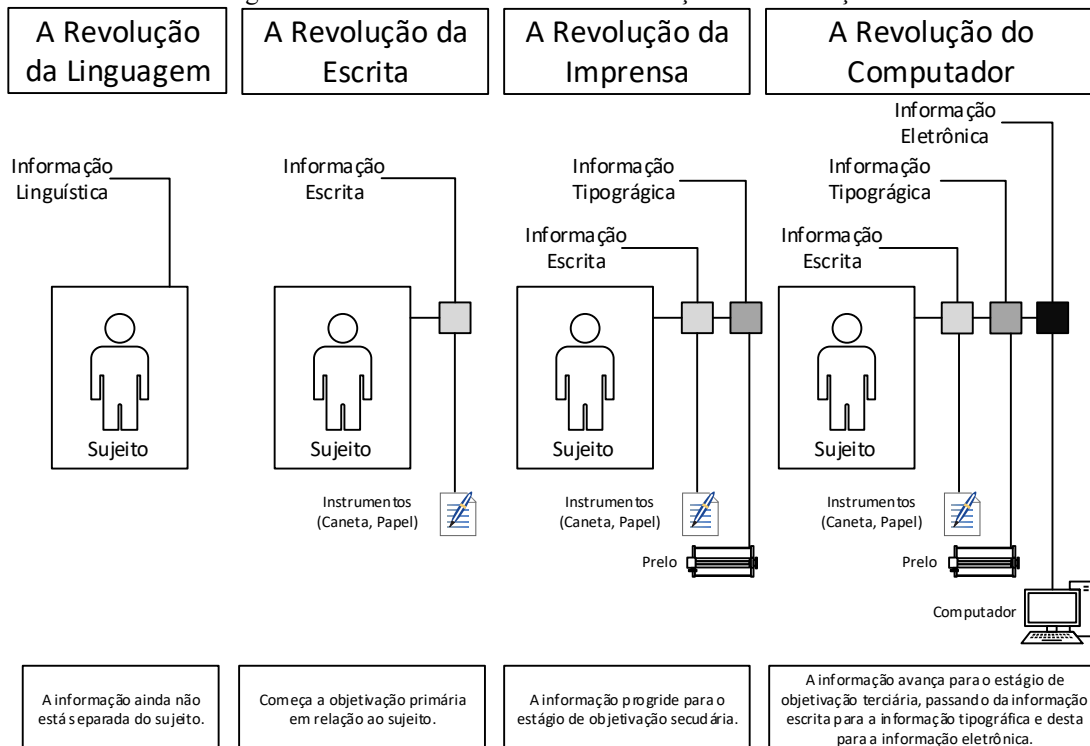 A Revolução
da Linguagem
A Revolução da
Escrita
A Revolução da
Imprensa
A Revolução do
Computador
Informação
Linguística
Informação
Escrita
Informação
Tipográgica
Informação
Escrita
Informação
Eletrônica
Informação
Tipográgica
Informação
Escrita
Sujeito
Sujeito
Sujeito
Sujeito
Instrumentos
(Caneta, Papel)
Instrumentos
(Caneta, Papel)
Prelo
Instrumentos
(Caneta, Papel)
Prelo
Computador
A informação ainda não
está separada do sujeito.
Começa a objetivação primária
em relação ao sujeito.
A informação progride para o
estágio de objetivação secudária.
A informação avança para o estágio de
objetivação terciária, passando da informação
escrita para a informação tipográfica e desta
para a informação eletrônica.